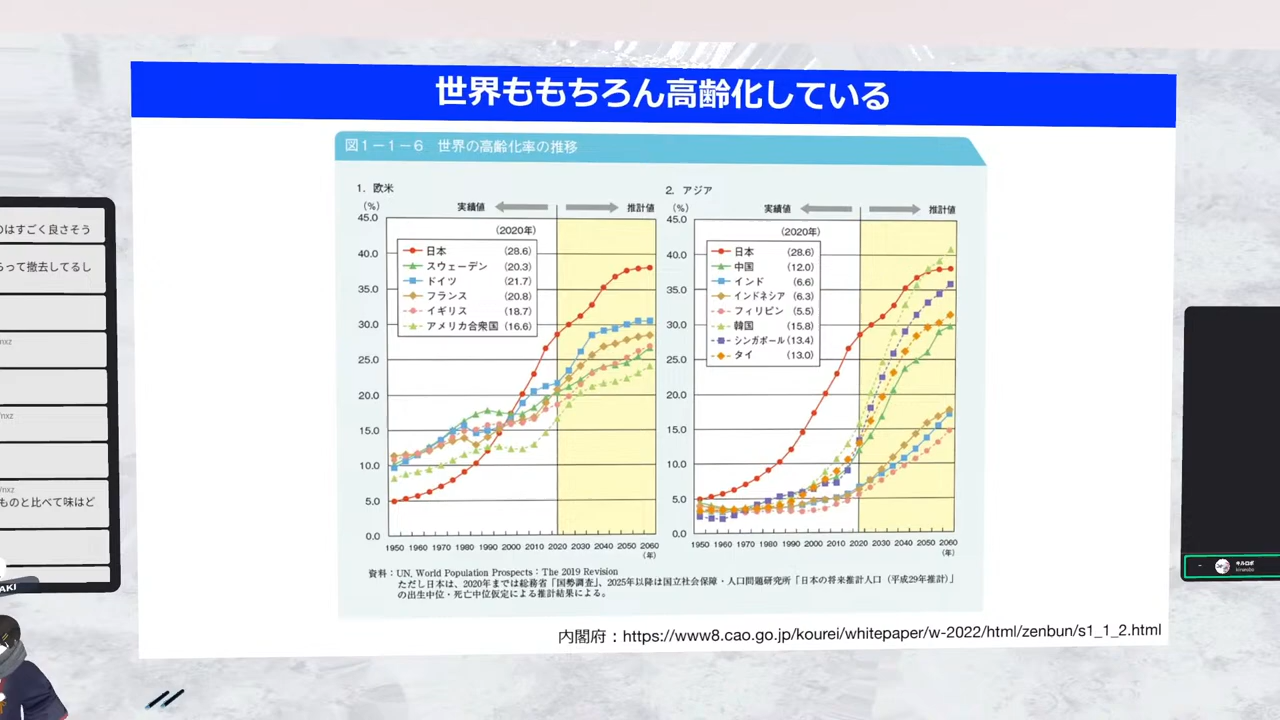 世界ももちろん高齢化している
図1-1-6 世界の高齢化率の推移
1. 欧米
(%)
実績値
推計値
(2020年)
日本 (28.6)
スウェーデン (20.3)
ドイツ (21.7)
フランス (20.8)
イギリス (18.7)
アメリカ合衆国 (16.6)
45.0
40.0
35.0
30.0
25.0
20.0
15.0
10.0
5.0
0.0
1950 1960 1970 1980 1990 2000 2010 2020 2030 2040 2050 2060
(年)
2. アジア
(%)
実績値
推計値
(2020年)
日本 (28.6)
中国 (12.0)
インド (6.6)
インドネシア (6.3)
フィリピン (5.5)
韓国 (15.8)
シンガポール (13.4)
タイ (13.0)
45.0
40.0
35.0
30.0
25.0
20.0
15.0
10.0
5.0
0.0
1950 1960 1970 1980 1990 2000 2010 2020 2030 2040 2050 2060
(年)
資料：UN, World Population Prospects：The 2019 Revision
ただし日本は、2020年までは総務省「国勢調査」、2025年以降は国立社会保障・人口問題研究所「日本の将来推計人口（平成29年推計）」
の出生中位・死亡中位仮定による推計結果による。
内閣府：https://www8.cao.go.jp/kourei/whitepaper/w-2022/html/zenbun/s1_1_2.html
のはすごく良さそう
らって撤去してるし
nxz
/nxz
/nxz
ものと比べて味はど
AKI
キルロボ